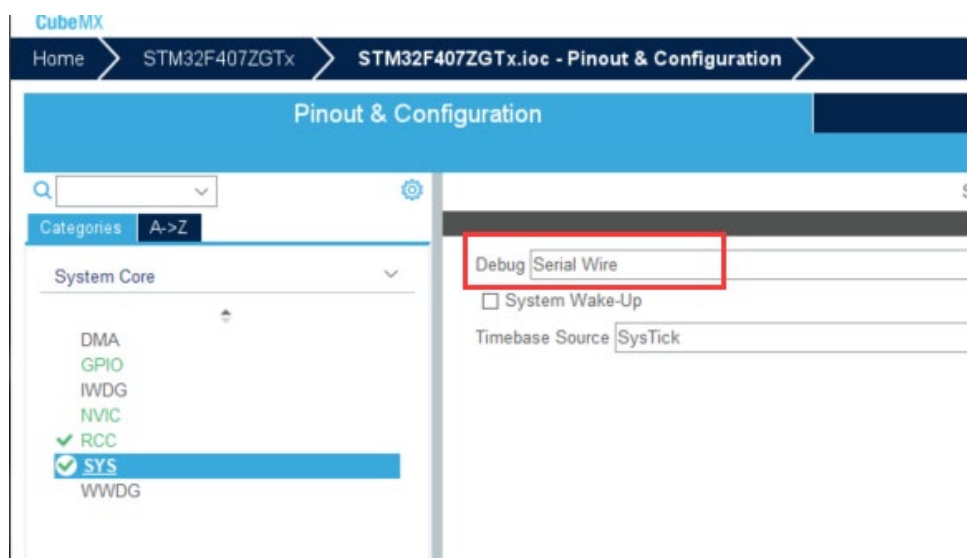 CubeMX
Home STM32F407ZGTx STM32F407ZGTx.ioc - Pinout & Configuration
Pinout & Configuration
Categories A->Z
System Core
DMA
GPIO
IWDG
NVIC
RCC
SYS
WWDG
Debug Serial Wire
System Wake-Up
Timebase Source SysTick